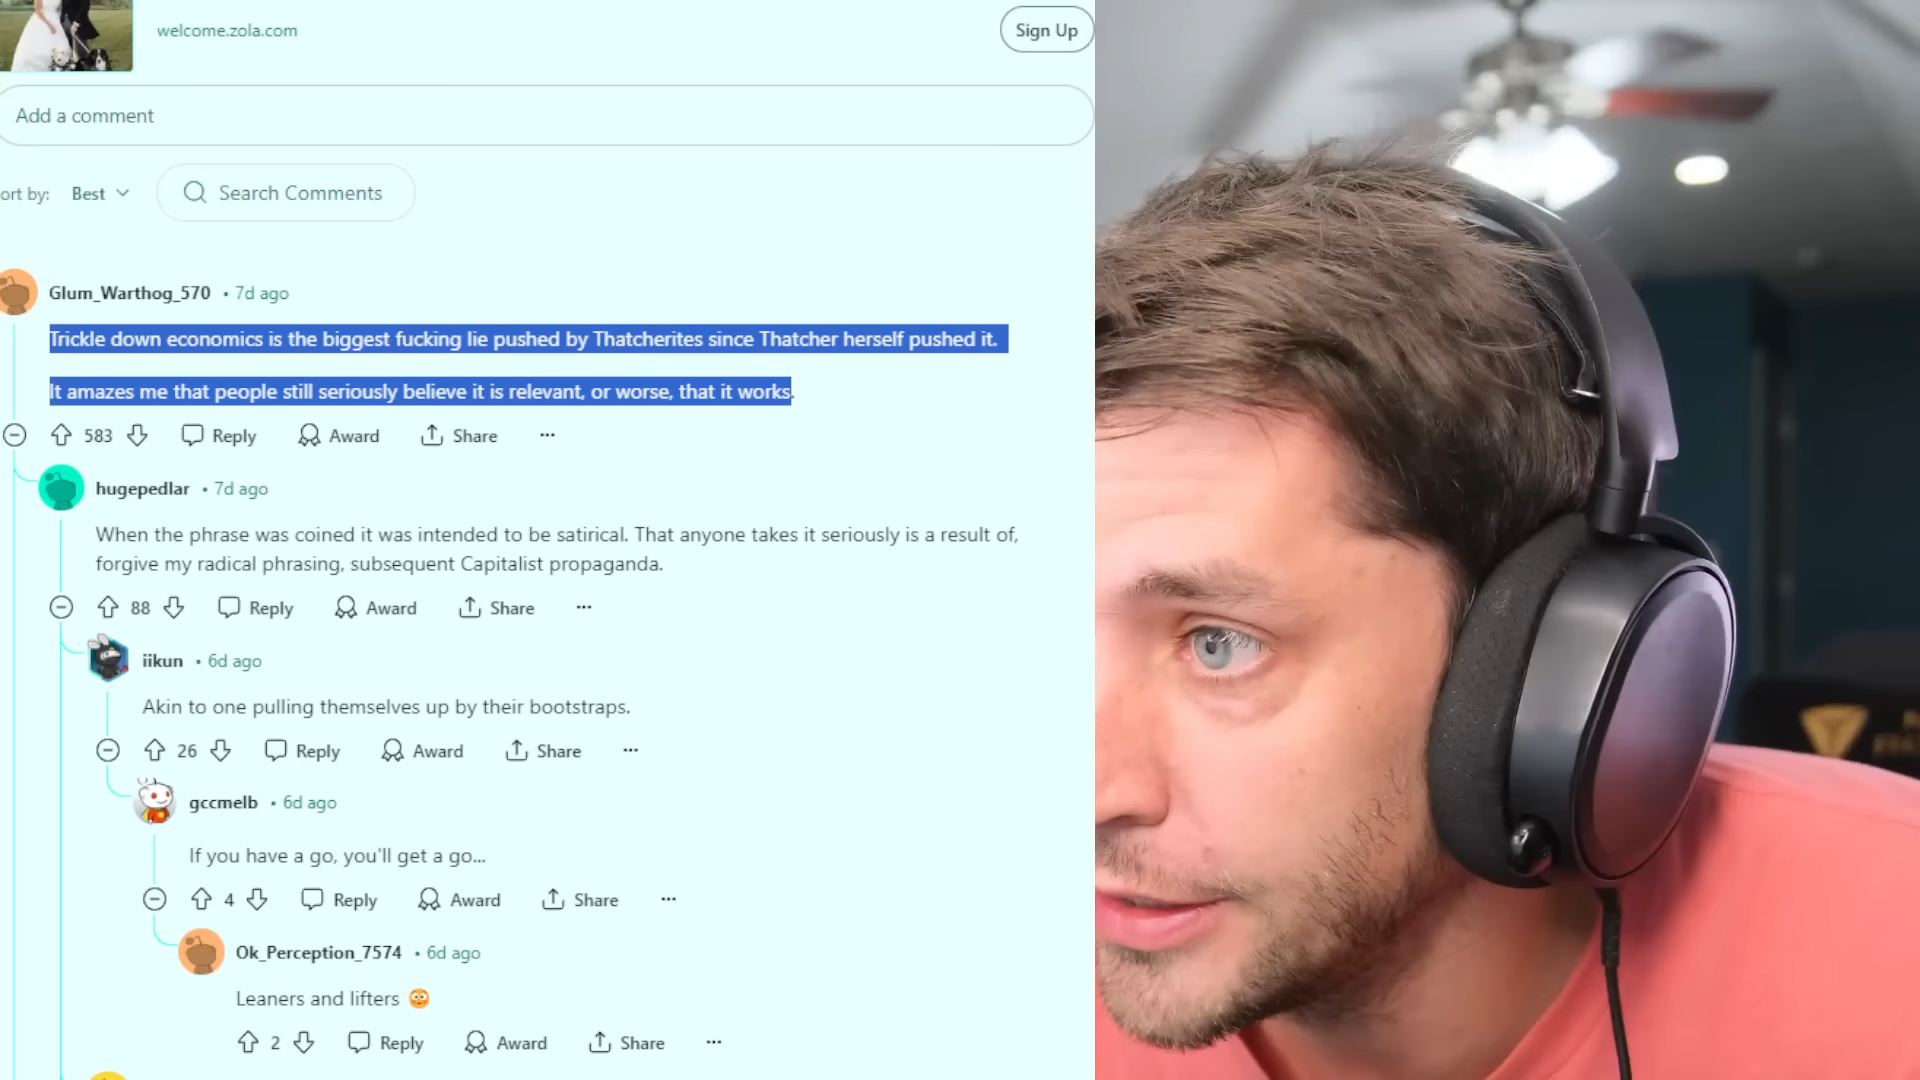 welcome.zola.com
Sign Up
Add a comment
ort by: Best
Search Comments
Glum_Warthog_570 • 7d ago
Trickle down economics is the biggest fucking lie pushed by Thatcherites since Thatcher herself pushed it.
It amazes me that people still seriously believe it is relevant, or worse, that it works.
583 Reply Award Share ...
hugepedlar • 7d ago
When the phrase was coined it was intended to be satirical. That anyone takes it seriously is a result of,
forgive my radical phrasing, subsequent Capitalist propaganda.
88 Reply Award Share ...
iikun • 6d ago
Akin to one pulling themselves up by their bootstraps.
26 Reply Award Share ...
gccmelb • 6d ago
If you have a go, you'll get a go...
4 Reply Award Share ...
Ok_Perception_7574 • 6d ago
Leaners and lifters 😳
2 Reply Award Share ...